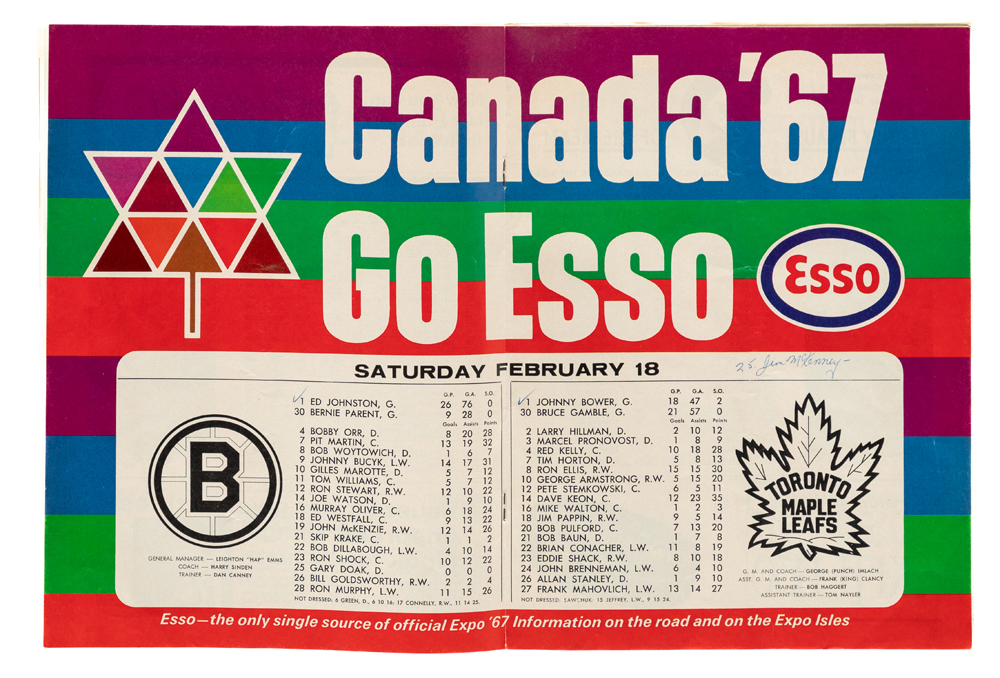 Canada '67
Go Esso
Esso
SATURDAY FEBRUARY 18
25 Jim McKenney-
G.P. G.A. S.O.
✓1 ED JOHNSTON, G. 26 76 0
30 BERNIE PARENT, G. 9 28 0
Goals Assists Points
4 BOBBY ORR, D. 8 20 28
7 PIT MARTIN, C. 13 19 32
8 BOB WOYTOWICH, D. 1 6 7
9 JOHNNY BUCYK, L.W. 14 17 31
10 GILLES MAROTTE, D. 5 7 12
11 TOM WILLIAMS, C. 5 7 12
12 RON STEWART, R.W. 12 10 22
14 JOE WATSON, D. 1 9 10
16 MURRAY OLIVER, C. 6 18 24
18 ED WESTFALL, C. 9 13 22
19 JOHN McKENZIE, R.W. 12 14 26
21 SKIP KRAKE, C. 1 1 2
22 BOB DILLABOUGH, L.W. 4 10 14
23 RON SHOCK, C. 10 12 22
25 GARY DOAK, D. 0 0 0
26 BILL GOLDSWORTHY, R.W. 2 2 4
28 RON MURPHY, L.W. 11 15 26
NOT DRESSED: 6 GREEN, D., 6 10 16; 17 CONNELLY, R.W., 11 14 25.
B
GENERAL MANAGER — LEIGHTON "HAP" EMMS
COACH — HARRY SINDEN
TRAINER — DAN CANNEY
G.P. G.A. S.O.
✓1 JOHNNY BOWER, G. 18 47 2
30 BRUCE GAMBLE, G. 21 57 0
Goals Assists Points
2 LARRY HILLMAN, D. 2 10 12
3 MARCEL PRONOVOST, D. 1 8 9
4 RED KELLY, C. 10 18 28
7 TIM HORTON, D. 5 8 13
8 RON ELLIS, R.W. 15 15 30
10 GEORGE ARMSTRONG, R.W. 5 15 20
12 PETE STEMKOWSKI, C. 6 5 11
14 DAVE KEON, C. 12 23 35
16 MIKE WALTON, C. 1 2 3
18 JIM PAPPIN, R.W. 9 5 14
20 BOB PULFORD, C. 7 13 20
21 BOB BAUN, D. 1 7 8
22 BRIAN CONACHER, L.W. 11 8 19
23 EDDIE SHACK, R.W. 8 10 18
24 JOHN BRENNEMAN, L.W. 6 4 10
26 ALLAN STANLEY, D. 1 9 10
27 FRANK MAHOVLICH, L.W. 13 14 27
NOT DRESSED: SAWCHUK, 15 JEFFREY, L.W., 9 15 24.
TORONTO
MAPLE
LEAFS
G. M. AND COACH — GEORGE (PUNCH) IMLACH
ASST. G. M. AND COACH — FRANK (KING) CLANCY
TRAINER — BOB HAGGERT
ASSISTANT TRAINER — TOM NAYLER
Esso—the only single source of official Expo '67 Information on the road and on the Expo Isles